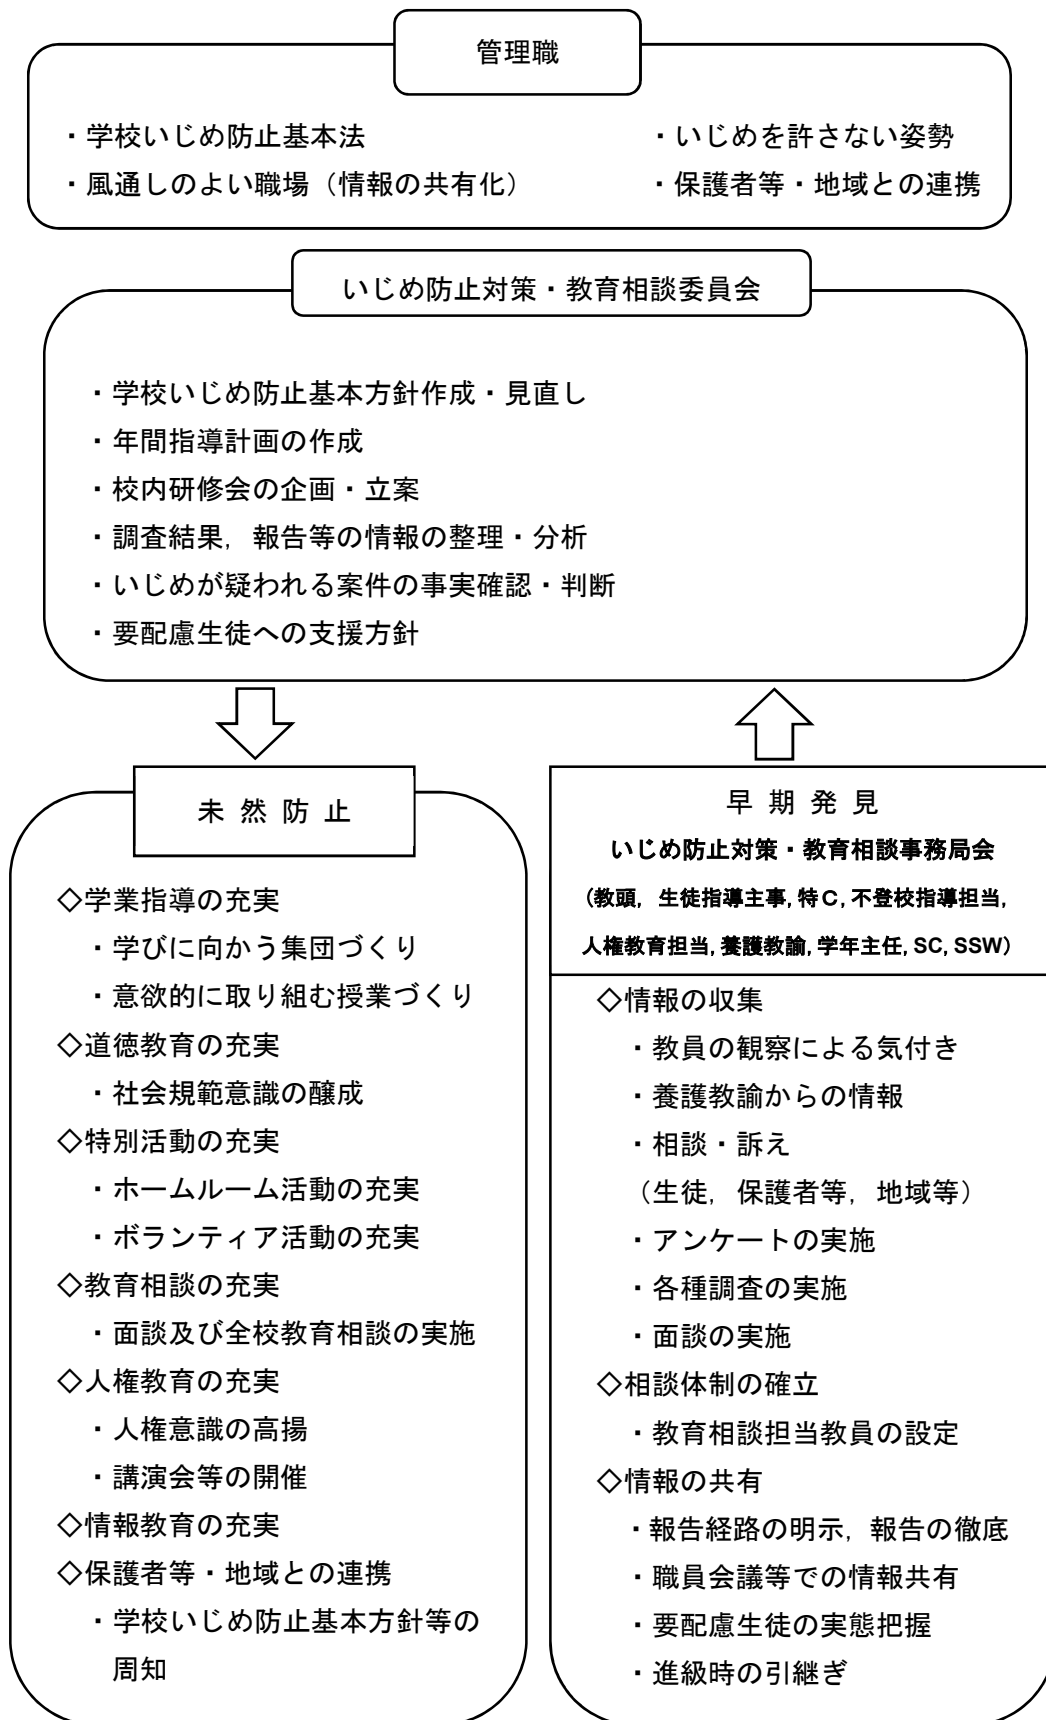 管理職
・学校いじめ防止基本法
・いじめを許さない姿勢
・風通しのよい職場（情報の共有化）
・保護者等・地域との連携
いじめ防止対策・教育相談委員会
・学校いじめ防止基本方針作成・見直し
・年間指導計画の作成
・校内研修会の企画・立案
・調査結果，報告等の情報の整理・分析
・いじめが疑われる案件の事実確認・判断
・要配慮生徒への支援方針
未 然 防 止
◇学業指導の充実
・学びに向かう集団づくり
・意欲的に取り組む授業づくり
◇道徳教育の充実
・社会規範意識の醸成
◇特別活動の充実
・ホームルーム活動の充実
・ボランティア活動の充実
◇教育相談の充実
・面談及び全校教育相談の実施
◇人権教育の充実
・人権意識の高揚
・講演会等の開催
◇情報教育の充実
◇保護者等・地域との連携
・学校いじめ防止基本方針等の
周知
早 期 発 見
いじめ防止対策・教育相談事務局会
(教頭，生徒指導主事, 特Ｃ, 不登校指導担当,
人権教育担当, 養護教諭, 学年主任, SC, SSW)
◇情報の収集
・教員の観察による気付き
・養護教諭からの情報
・相談・訴え
（生徒，保護者等，地域等）
・アンケートの実施
・各種調査の実施
・面談の実施
◇相談体制の確立
・教育相談担当教員の設定
◇情報の共有
・報告経路の明示，報告の徹底
・職員会議等での情報共有
・要配慮生徒の実態把握
・進級時の引継ぎ